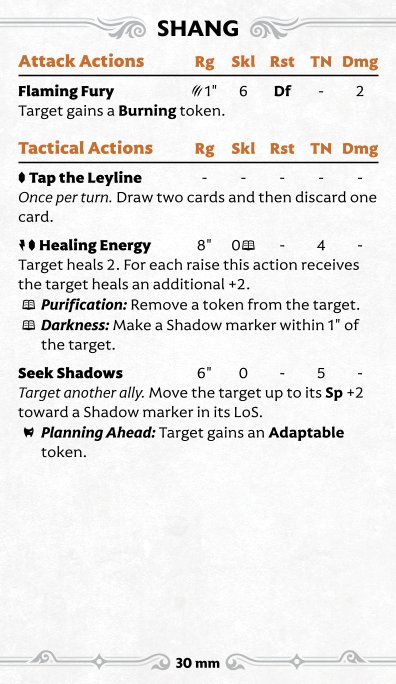 SHANG
Attack Actions Rg Skl Rst TN Dmg
Flaming Fury 1" 6 Df - 2
Target gains a Burning token.
Tactical Actions Rg Skl Rst TN Dmg
Tap the Leyline - - - - -
Once per turn. Draw two cards and then discard one
card.
Healing Energy 8" 0 - 4 -
Target heals 2. For each raise this action receives
the target heals an additional +2.
Purification: Remove a token from the target.
Darkness: Make a Shadow marker within 1" of
the target.
Seek Shadows 6" 0 - 5 -
Target another ally. Move the target up to its Sp +2
toward a Shadow marker in its LoS.
Planning Ahead: Target gains an Adaptable
token.
30 mm